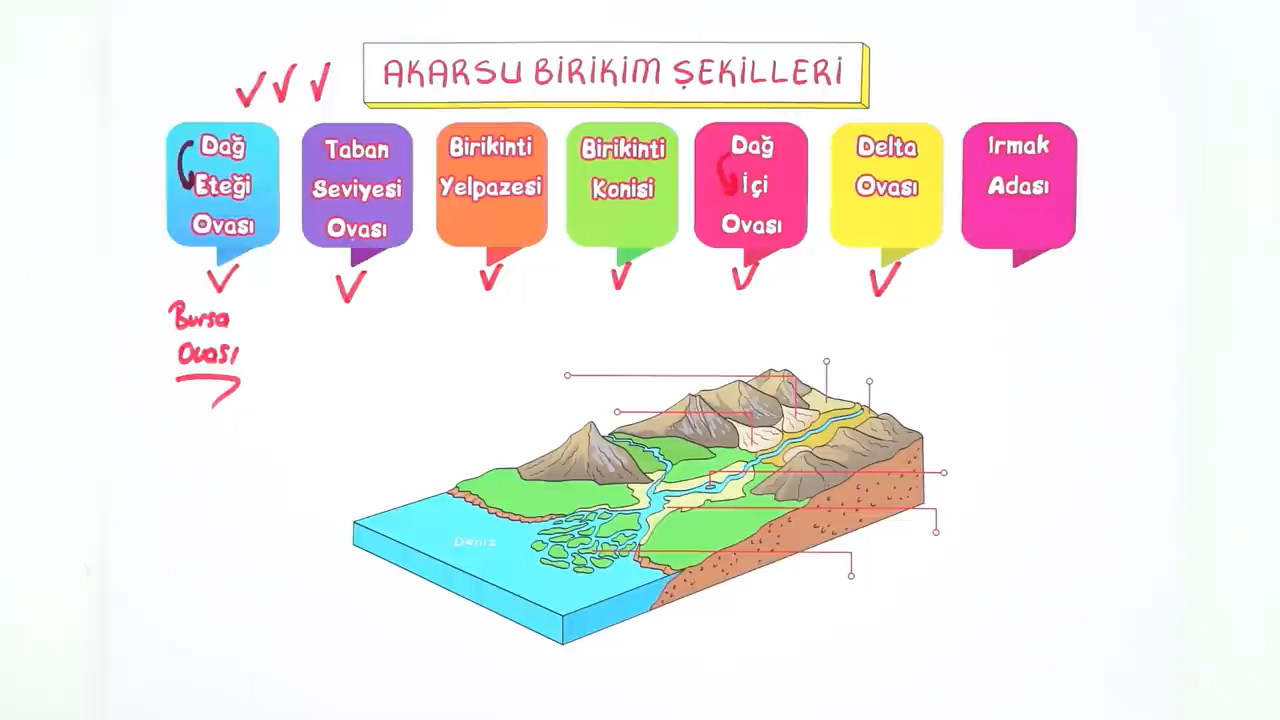 AKARSU BİRİKİM ŞEKİLLERİ
Dağ
Eteği
Ovası
Taban
Seviyesi
Ovası
Birikinti
Yelpazesi
Birikinti
Konisi
Dağ
İçi
Ovası
Delta
Ovası
Irmak
Adası
Bursa
Ovası
Deniz